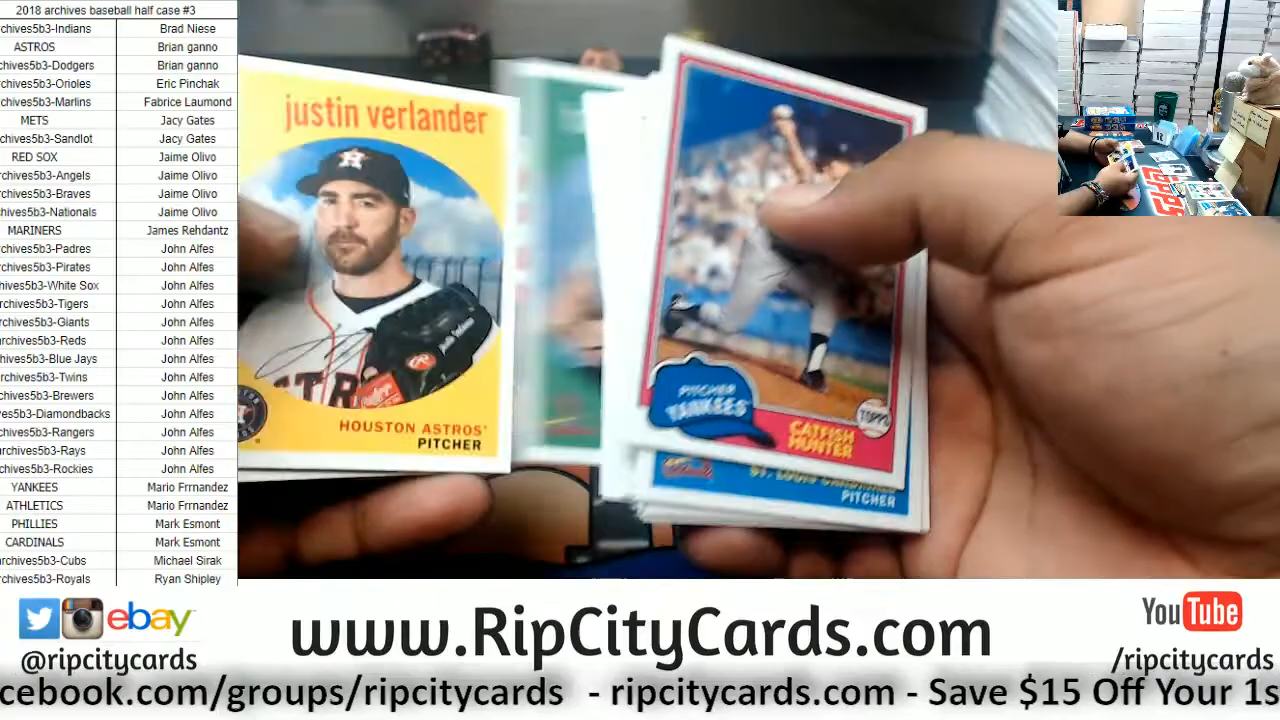 2018 archives baseball half case #3
rchives5b3-Indians Brad Niese
ASTROS Brian ganno
rchives5b3-Dodgers Brian ganno
rchives5b3-Orioles Eric Pinchak
rchives5b3-Marlins Fabrice Laumond
METS Jacy Gates
rchives5b3-Sandlot Jacy Gates
RED SOX Jaime Olivo
rchives5b3-Angels Jaime Olivo
rchives5b3-Braves Jaime Olivo
rchives5b3-Nationals Jaime Olivo
MARINERS James Rehdantz
rchives5b3-Padres John Alfes
rchives5b3-Pirates John Alfes
rchives5b3-White Sox John Alfes
rchives5b3-Tigers John Alfes
rchives5b3-Giants John Alfes
rchives5b3-Reds John Alfes
rchives5b3-Blue Jays John Alfes
rchives5b3-Twins John Alfes
rchives5b3-Brewers John Alfes
ves5b3-Diamondbacks John Alfes
rchives5b3-Rangers John Alfes
rchives5b3-Rays John Alfes
rchives5b3-Rockies John Alfes
YANKEES Mario Frrnandez
ATHLETICS Mario Frrnandez
PHILLIES Mark Esmont
CARDINALS Mark Esmont
rchives5b3-Cubs Michael Sirak
rchives5b3-Royals Ryan Shipley
justin verlander
HOUSTON ASTROS®
PITCHER
PITCHER
YANKEES
TOPPS
CATFISH
HUNTER
ST. LOUIS CARDINALS
PITCHER
TOPPS
ebay
@ripcitycards
www.RipCityCards.com
YouTube
/ripcitycards
cebook.com/groups/ripcitycards - ripcitycards.com - Save $15 Off Your 1s